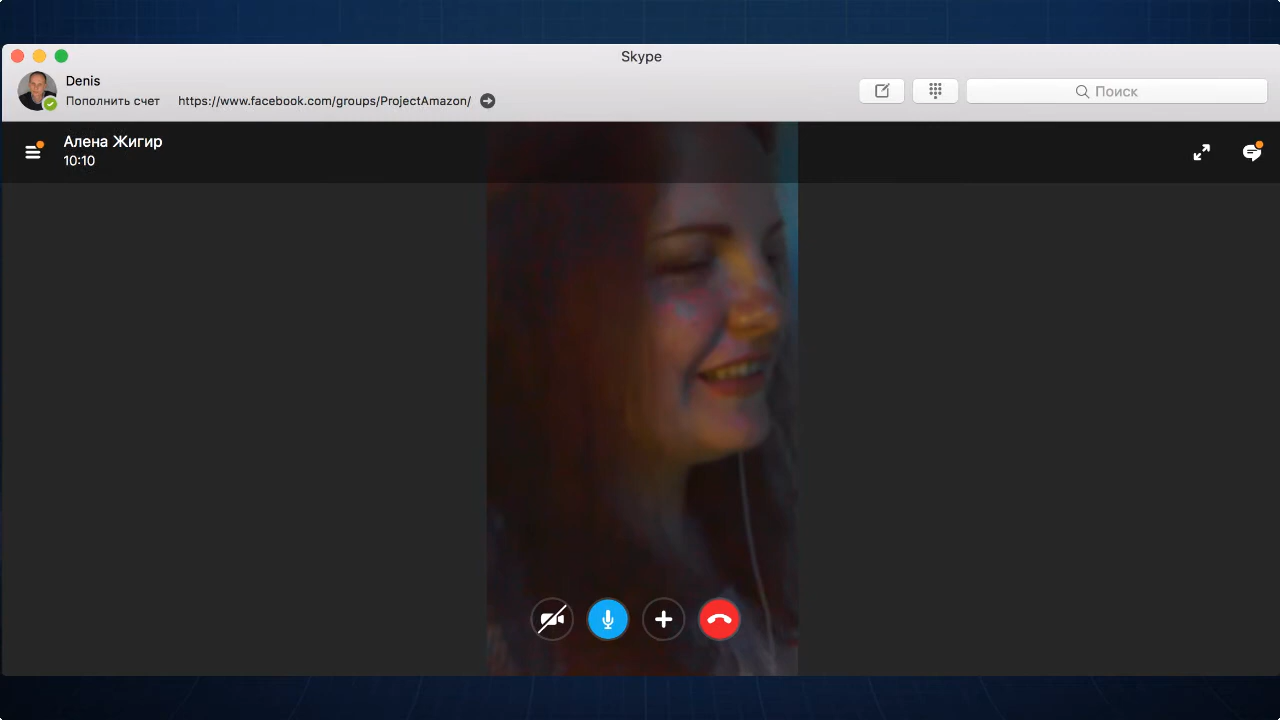 Skype
Denis
Пополнить счет https://www.facebook.com/groups/ProjectAmazon/
Поиск
Алена Жигир
10:10